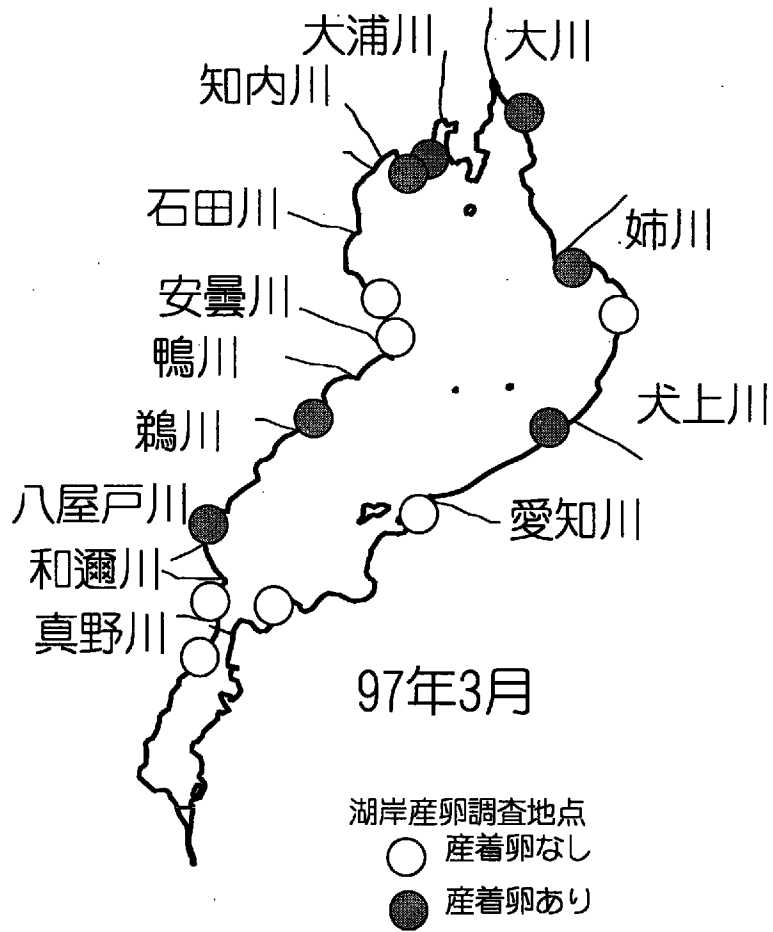 大浦川
大川
知内川
石田川
姉川
安曇川
鴨川
犬上川
鵜川
八屋戸川
愛知川
和邇川
真野川
97年3月
湖岸産卵調査地点
産着卵なし
産着卵あり